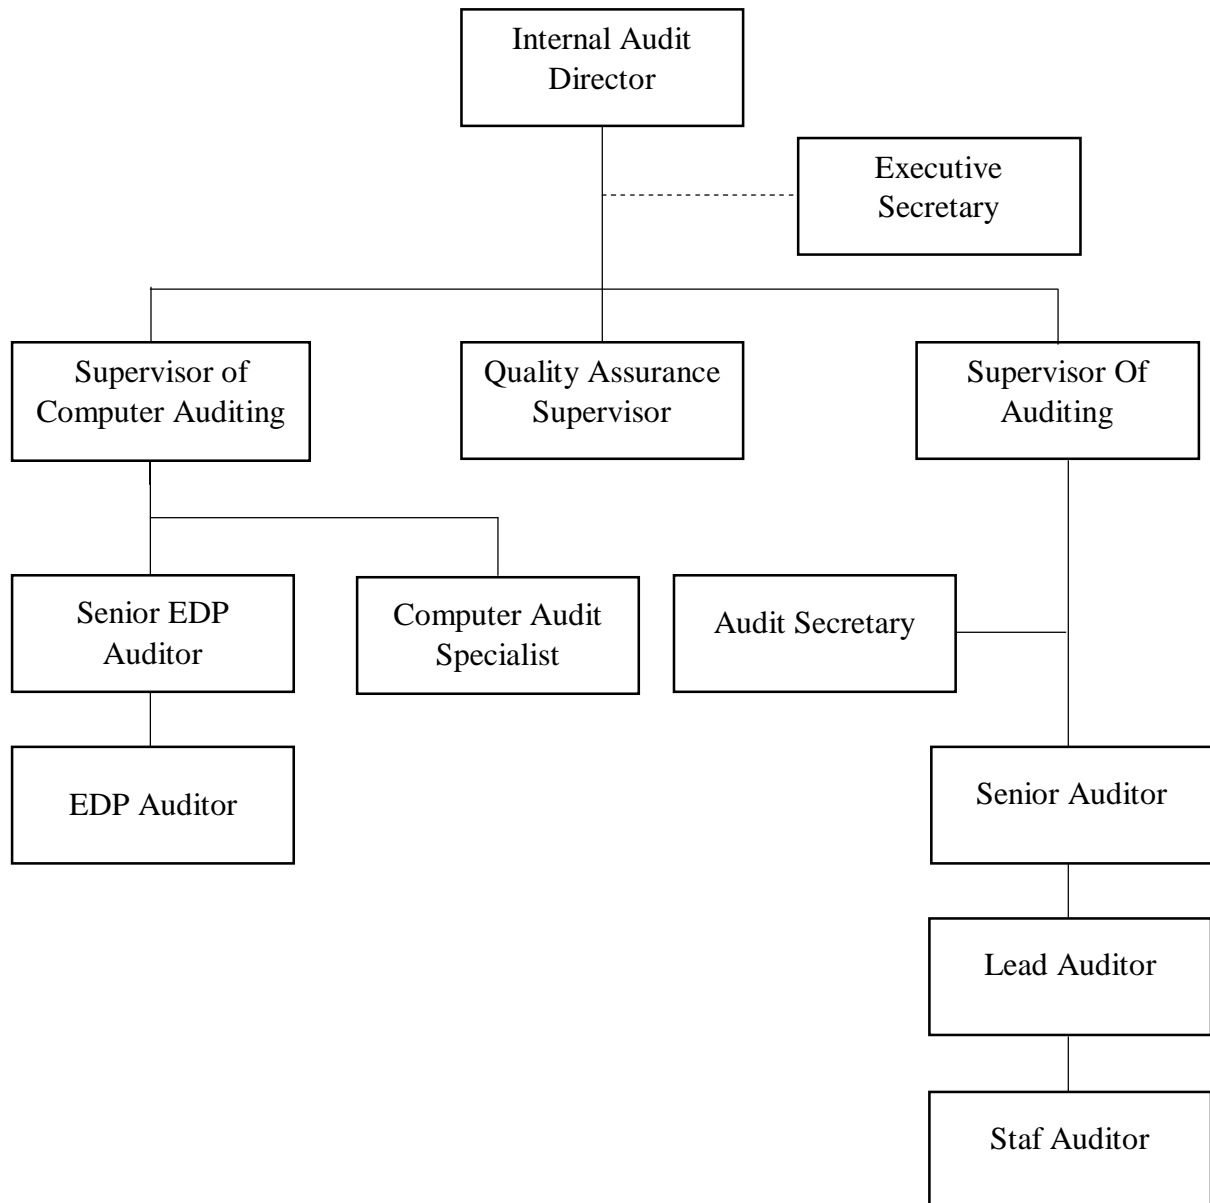 Internal Audit
Director
Executive
Secretary
Supervisor of
Computer Auditing
Quality Assurance
Supervisor
Supervisor Of
Auditing
Senior EDP
Auditor
Computer Audit
Specialist
Audit Secretary
EDP Auditor
Senior Auditor
Lead Auditor
Staf Auditor